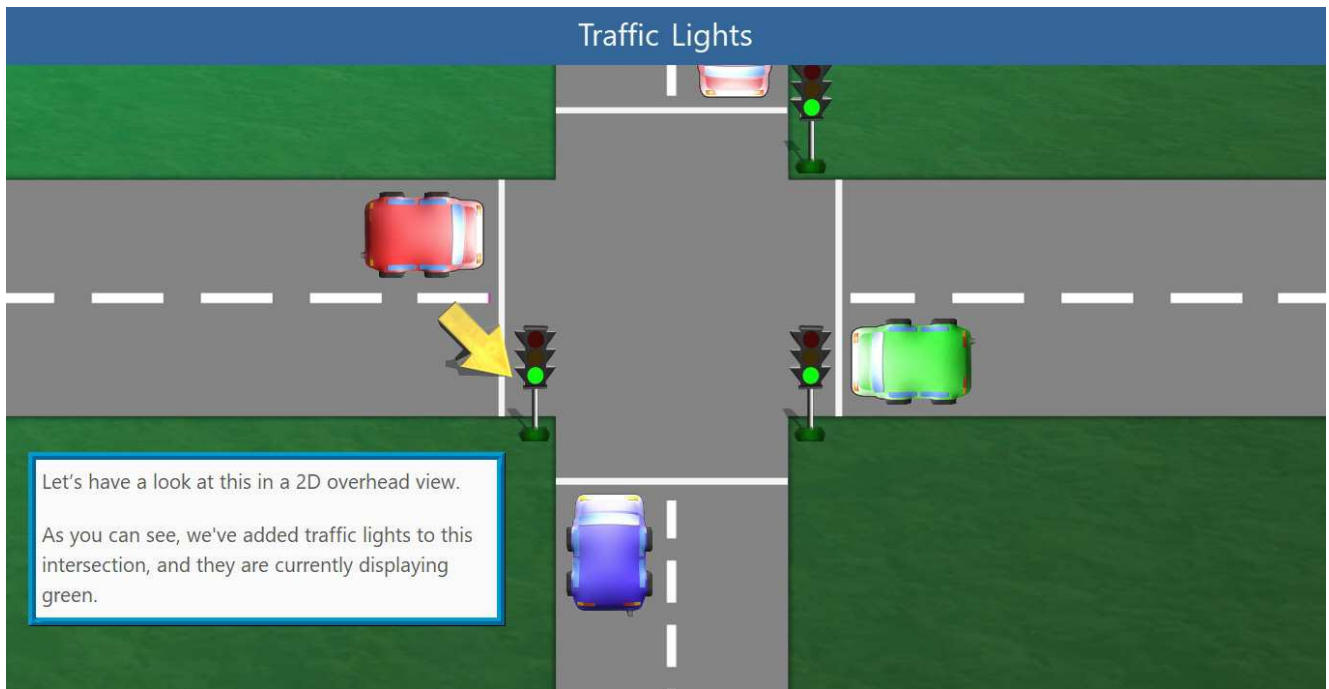 Traffic Lights
Let's have a look at this in a 2D overhead view.
As you can see, we've added traffic lights to this
intersection, and they are currently displaying
green.